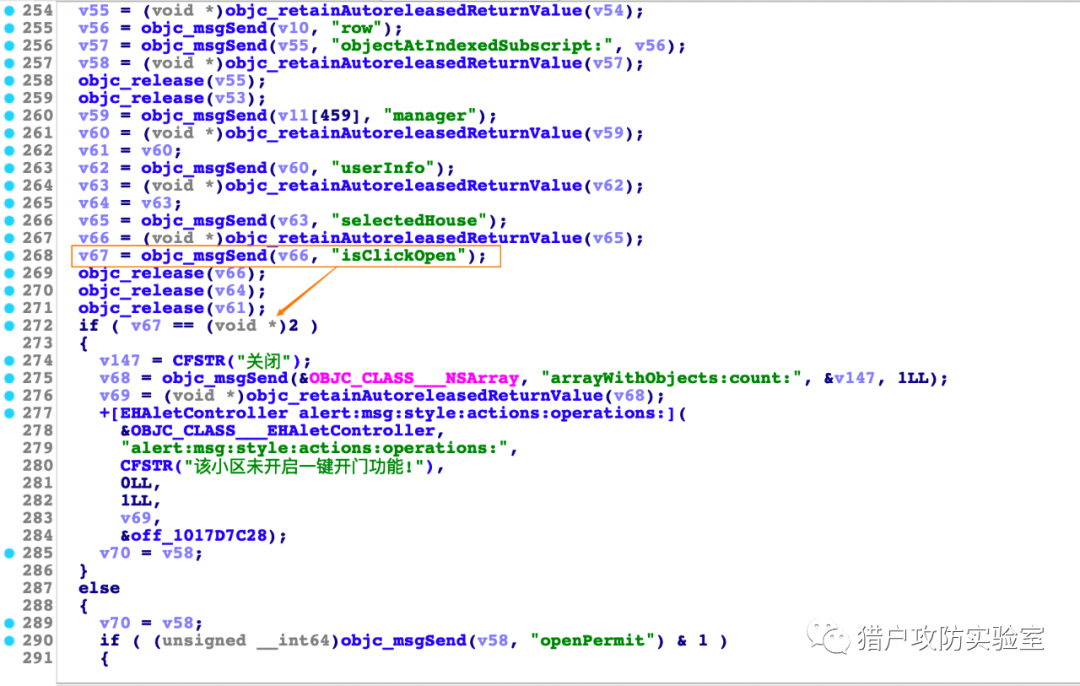 254 v55 = (void *)objc_retainAutoreleasedReturnValue(v54);
255 v56 = objc_msgSend(v10, "row");
256 v57 = objc_msgSend(v55, "objectAtIndexedSubscript:", v56);
257 v58 = (void *)objc_retainAutoreleasedReturnValue(v57);
258 objc_release(v55);
259 objc_release(v53);
260 v59 = objc_msgSend(v11[459], "manager");
261 v60 = (void *)objc_retainAutoreleasedReturnValue(v59);
262 v61 = v60;
263 v62 = objc_msgSend(v60, "userInfo");
264 v63 = (void *)objc_retainAutoreleasedReturnValue(v62);
265 v64 = v63;
266 v65 = objc_msgSend(v63, "selectedHouse");
267 v66 = (void *)objc_retainAutoreleasedReturnValue(v65);
268 v67 = objc_msgSend(v66, "isClickOpen");
269 objc_release(v66);
270 objc_release(v64);
271 objc_release(v61);
272 if ( v67 == (void *)2 )
273 {
274 v147 = CFSTR("关闭");
275 v68 = objc_msgSend(&OBJC_CLASS___NSArray, "arrayWithObjects:count:", &v147, 1LL);
276 v69 = (void *)objc_retainAutoreleasedReturnValue(v68);
277 +[EHAletController alert:msg:style:actions:operations:](
278 &OBJC_CLASS___EHAletController,
279 "alert:msg:style:actions:operations:",
280 CFSTR("该小区未开启一键开门功能!"),
281 0LL,
282 1LL,
283 v69,
284 &off_1017D7C28);
285 v70 = v58;
286 }
287 else
288 {
289 v70 = v58;
290 if ( (unsigned __int64)objc_msgSend(v58, "openPermit") & 1 )
291 {
猎户攻防实验室